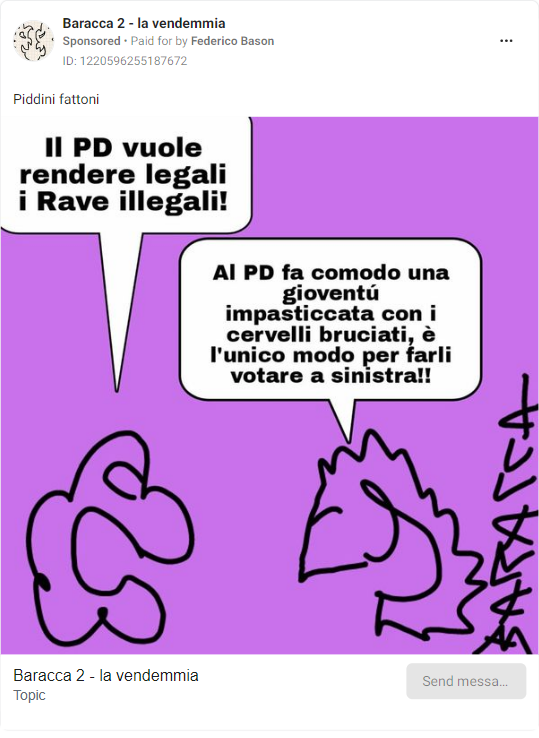 Baracca 2 - la vendemmia
Sponsored • Paid for by Federico Bason
ID: 1220596255187672
Piddini fattoni
Il PD vuole
rendere legali
i Rave illegali!
Al PD fa comodo una
gioventú
impasticcata con i
cervelli bruciati, è
l'unico modo per farli
votare a sinistra!!
Baracca 2 - la vendemmia
Topic
Send messa...